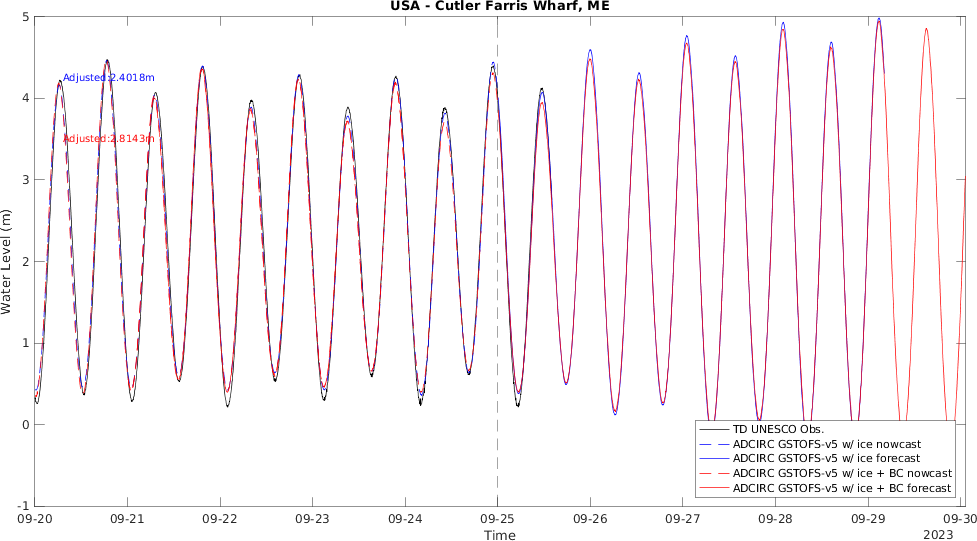 USA - Cutler Farris Wharf, ME
5
Adjusted:2.4018m
4
Adjusted:2.8143m
3
2
Water Level (m)
1
0
TD UNESCO Obs.
ADCIRC GSTOFS-v5 w/ ice nowcast
ADCIRC GSTOFS-v5 w/ ice forecast
ADCIRC GSTOFS-v5 w/ ice + BC nowcast
ADCIRC GSTOFS-v5 w/ ice + BC forecast
-1
09-20 09-21 09-22 09-23 09-24 09-25 09-26 09-27 09-28 09-29 09-30
Time 2023